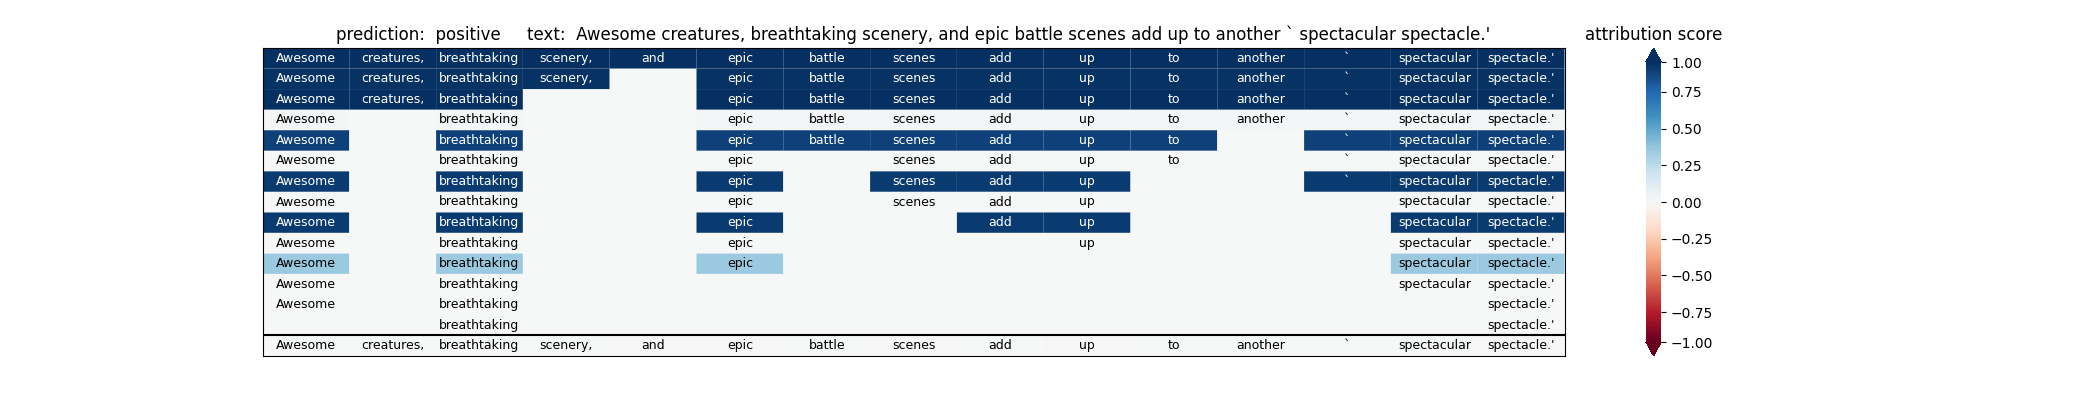 prediction: positive text: Awesome creatures, breathtaking scenery, and epic battle scenes add up to another ` spectacular spectacle.' attribution score
Awesome creatures, breathtaking scenery, and epic battle scenes add up to another ` spectacular spectacle.'
Awesome creatures, breathtaking scenery, epic battle scenes add up to another ` spectacular spectacle.'
Awesome creatures, breathtaking epic battle scenes add up to another ` spectacular spectacle.'
Awesome breathtaking epic battle scenes add up to another ` spectacular spectacle.'
Awesome breathtaking epic battle scenes add up to ` spectacular spectacle.'
Awesome breathtaking epic scenes add up to ` spectacular spectacle.'
Awesome breathtaking epic scenes add up ` spectacular spectacle.'
Awesome breathtaking epic scenes add up spectacular spectacle.'
Awesome breathtaking epic add up spectacular spectacle.'
Awesome breathtaking epic up spectacular spectacle.'
Awesome breathtaking epic spectacular spectacle.'
Awesome breathtaking spectacular spectacle.'
Awesome breathtaking spectacle.'
breathtaking spectacle.'
Awesome creatures, breathtaking scenery, and epic battle scenes add up to another ` spectacular spectacle.'
1.00
0.75
0.50
0.25
0.00
−0.25
−0.50
−0.75
−1.00